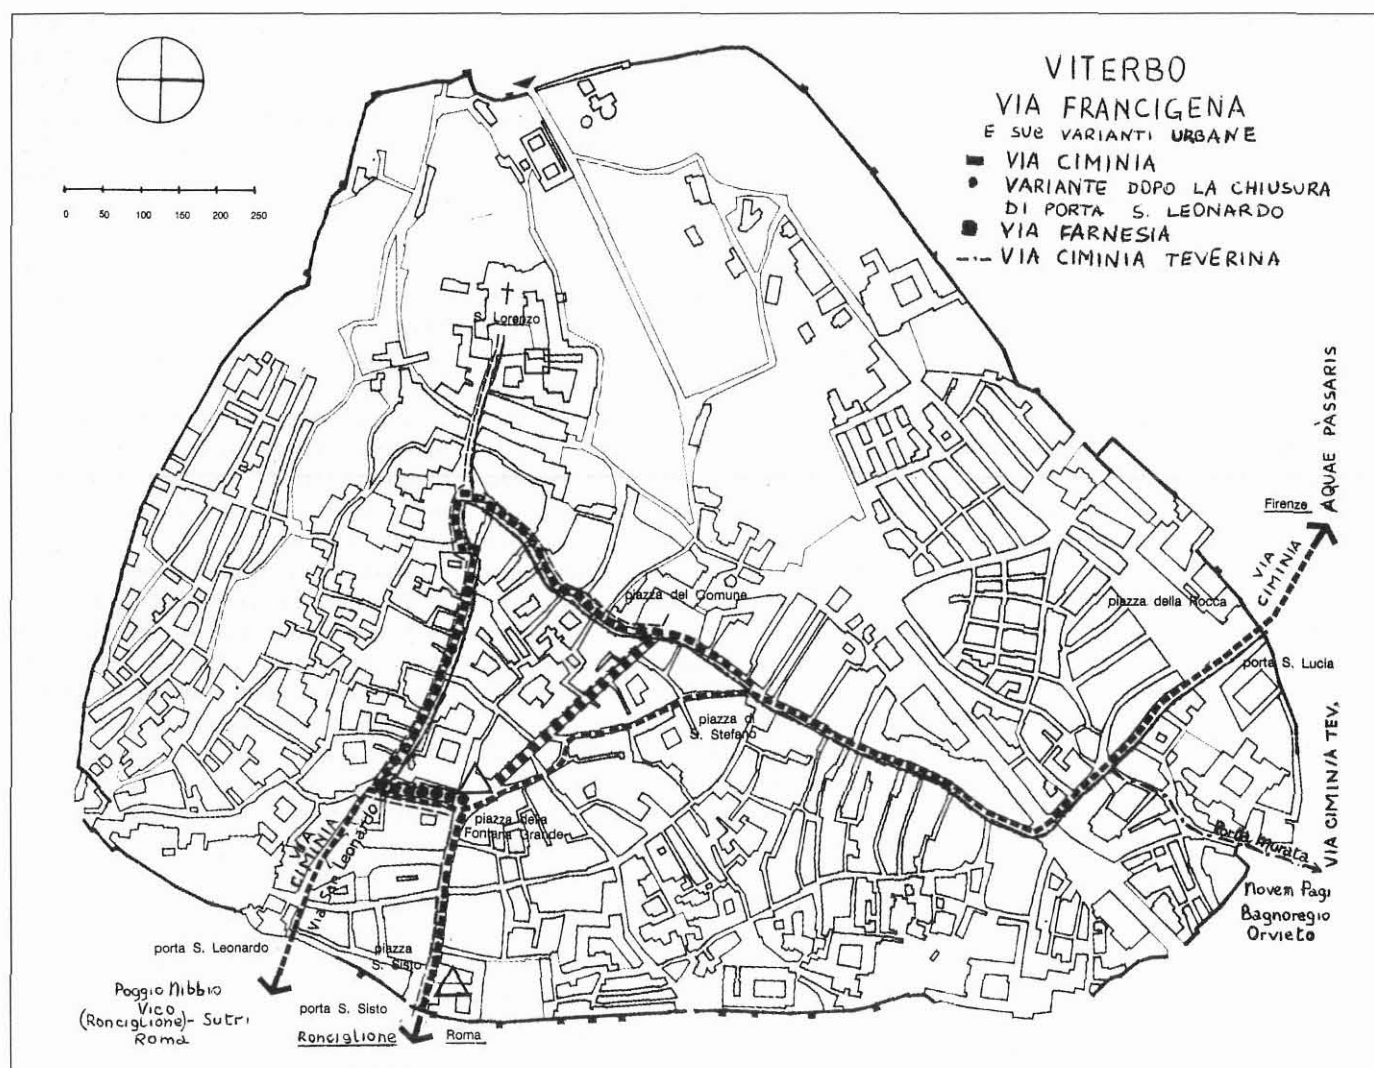 VITERBO
VIA FRANCIGENA
E SUE VARIANTI URBANE
VIA CIMINIA
VARIANTE DOPO LA CHIUSURA
DI PORTA S. LEONARDO
VIA FARNESIA
VIA CIMINIA TEVERINA
0 50 100 150 200 250
S. Lorenzo
AQUAE PASSARIS
Firenze
VIA
CIMINIA
piazza del Comune
piazza della Rocca
porta S. Lucia
piazza di
S. Stefano
VIA CIMINIA TEV.
piazza della
Fontana Grande
VIA
CIMINIA
Via San Leonardo
Porta Murata
Novem Pagi
Bagnoregio
Orvieto
porta S. Leonardo
piazza
S. Sisto
Poggio Nibbio
Vico
(Ronciglione)- Sutri
Roma
porta S. Sisto
Ronciglione
Roma